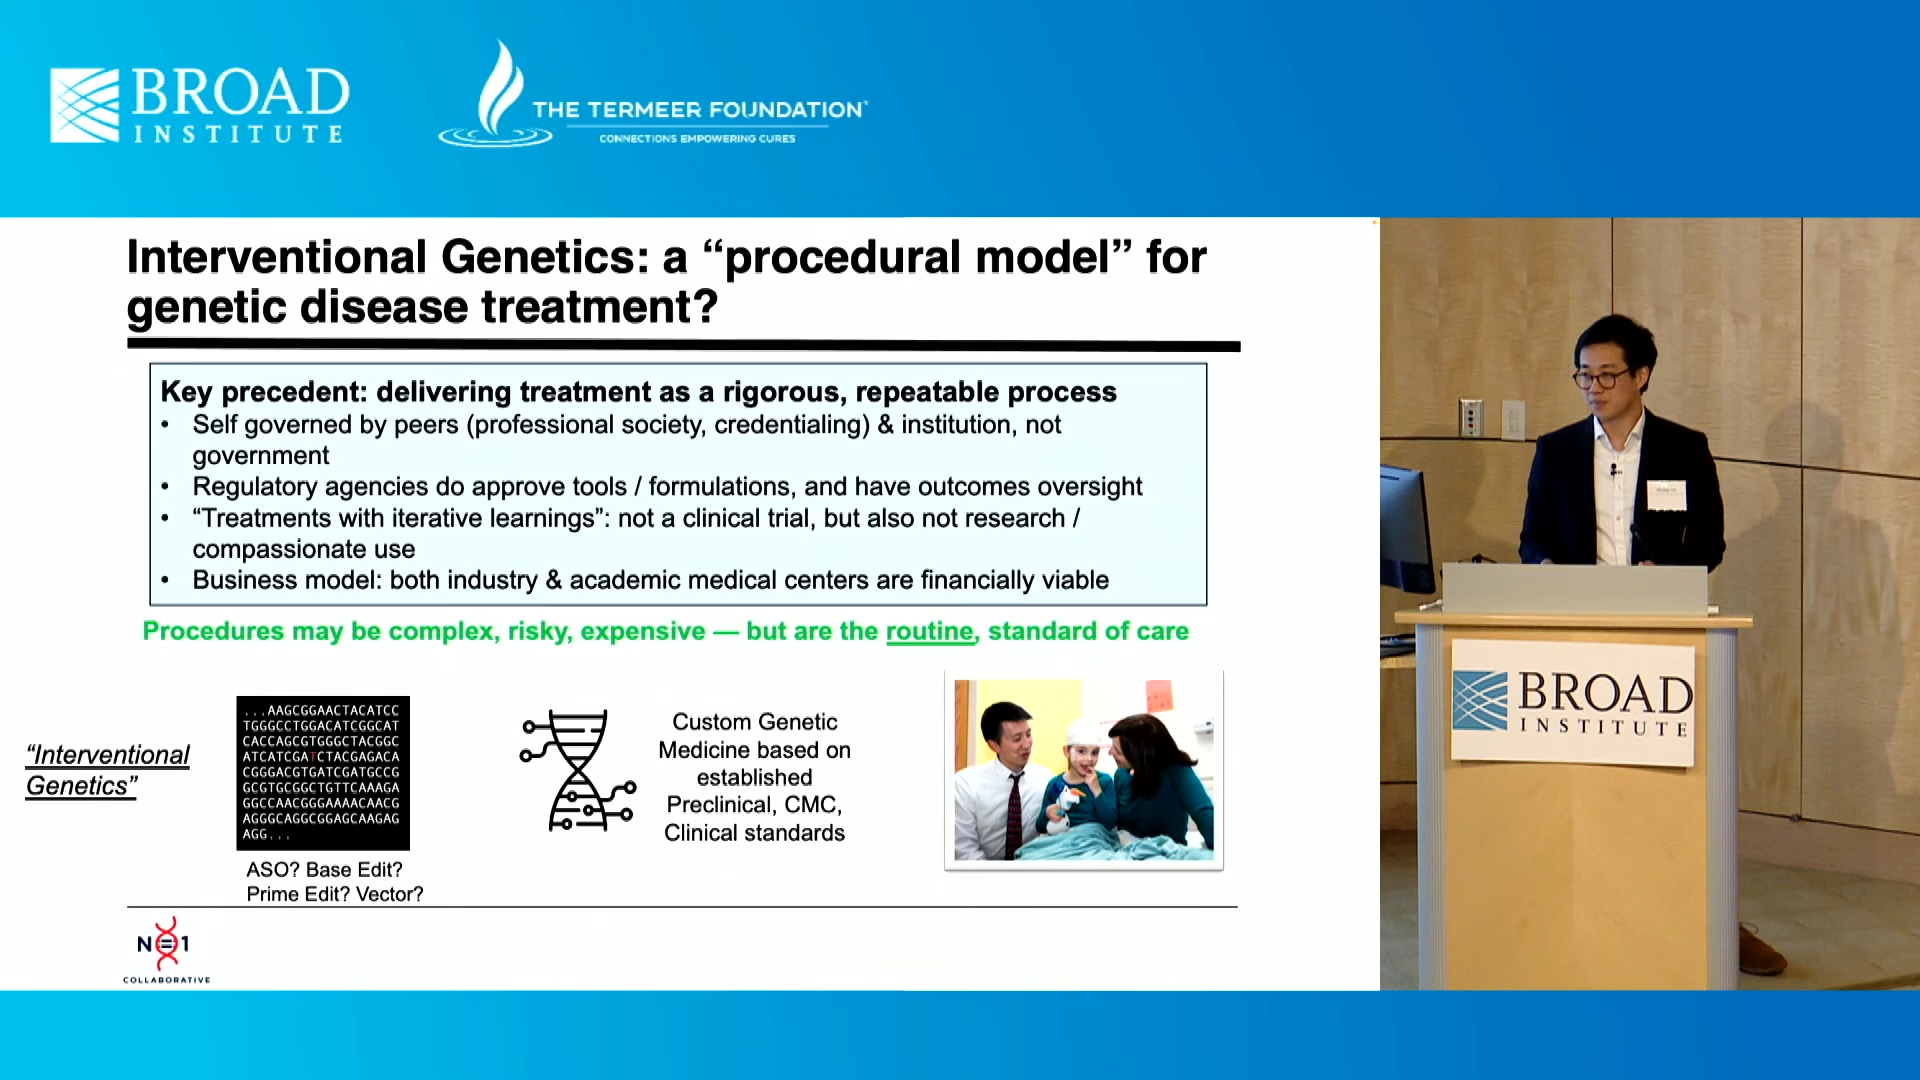 BROAD
INSTITUTE
THE TERMEER FOUNDATION
CONNECTIONS EMPOWERING CURES
Interventional Genetics: a “procedural model” for
genetic disease treatment?
Key precedent: delivering treatment as a rigorous, repeatable process
• Self governed by peers (professional society, credentialing) & institution, not
government
• Regulatory agencies do approve tools / formulations, and have outcomes oversight
• “Treatments with iterative learnings”: not a clinical trial, but also not research /
compassionate use
• Business model: both industry & academic medical centers are financially viable
Procedures may be complex, risky, expensive — but are the routine, standard of care
“Interventional
Genetics”
...AAGCGGAACTACATCC
TGGGCCTGGACATCGGCAT
CACCAGCGTGGGCTACGGC
ATCATCGATCTACGAGACA
CGGGACGTGATCGATGCCG
GCGTGCGGCTGTTCAAAGA
GGCCAACGGGAAAACAACG
AGGGCAGGCGGAGCAAGAG
AGG...
ASO? Base Edit?
Prime Edit? Vector?
Custom Genetic
Medicine based on
established
Preclinical, CMC,
Clinical standards
N=1
COLLABORATIVE
BROAD
INSTITUTE